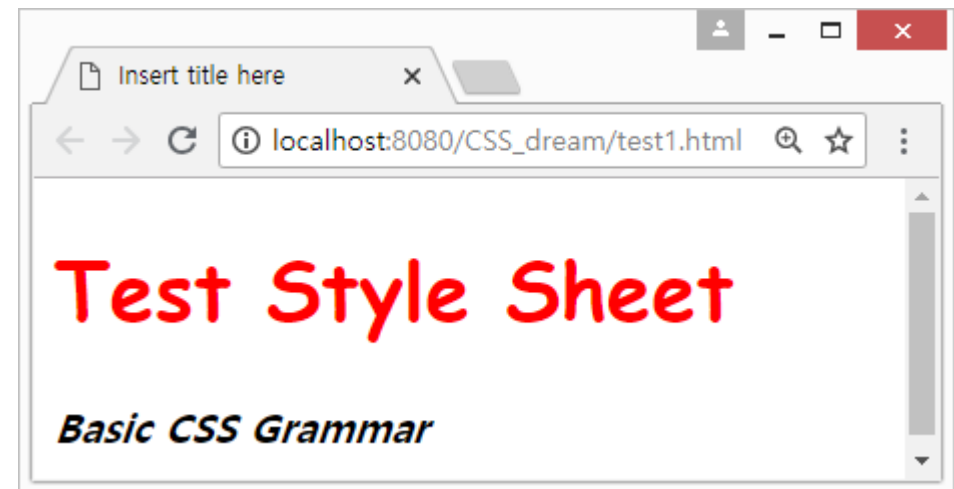 Insert title here
localhost:8080/CSS_dream/test1.html
Test Style Sheet
Basic CSS Grammar